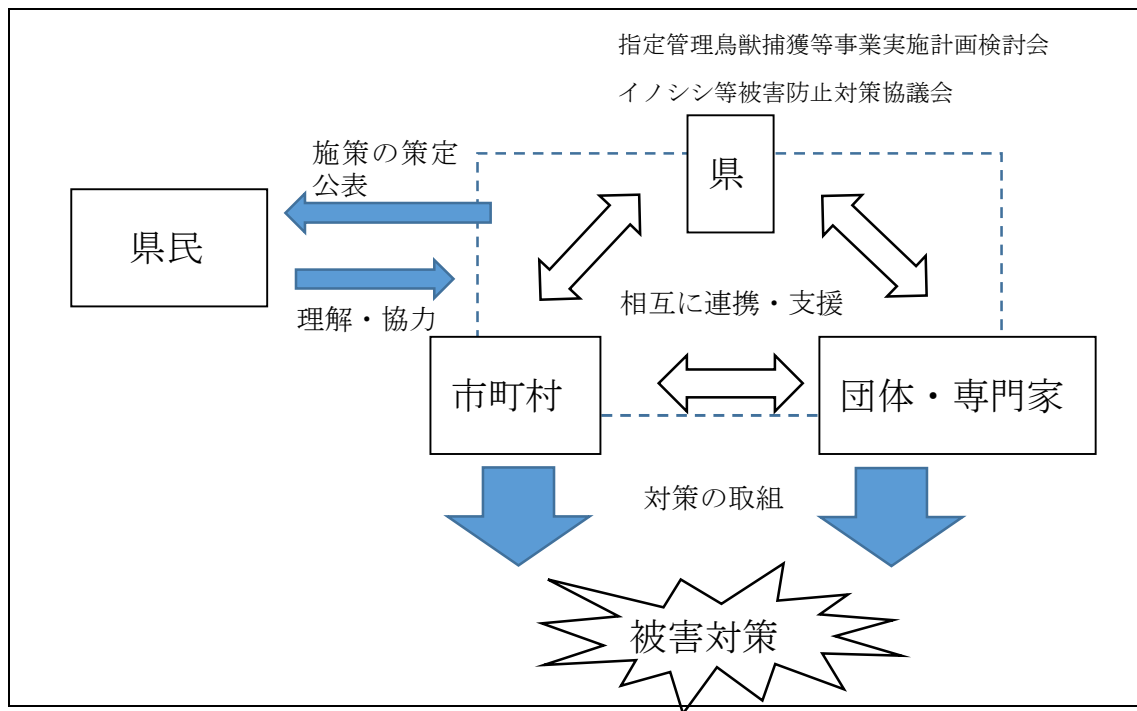 指定管理鳥獣捕獲等事業実施計画検討会
イノシシ等被害防止対策協議会
施策の策定
公表
県
県民
理解・協力
相互に連携・支援
市町村
団体・専門家
対策の取組
被害対策